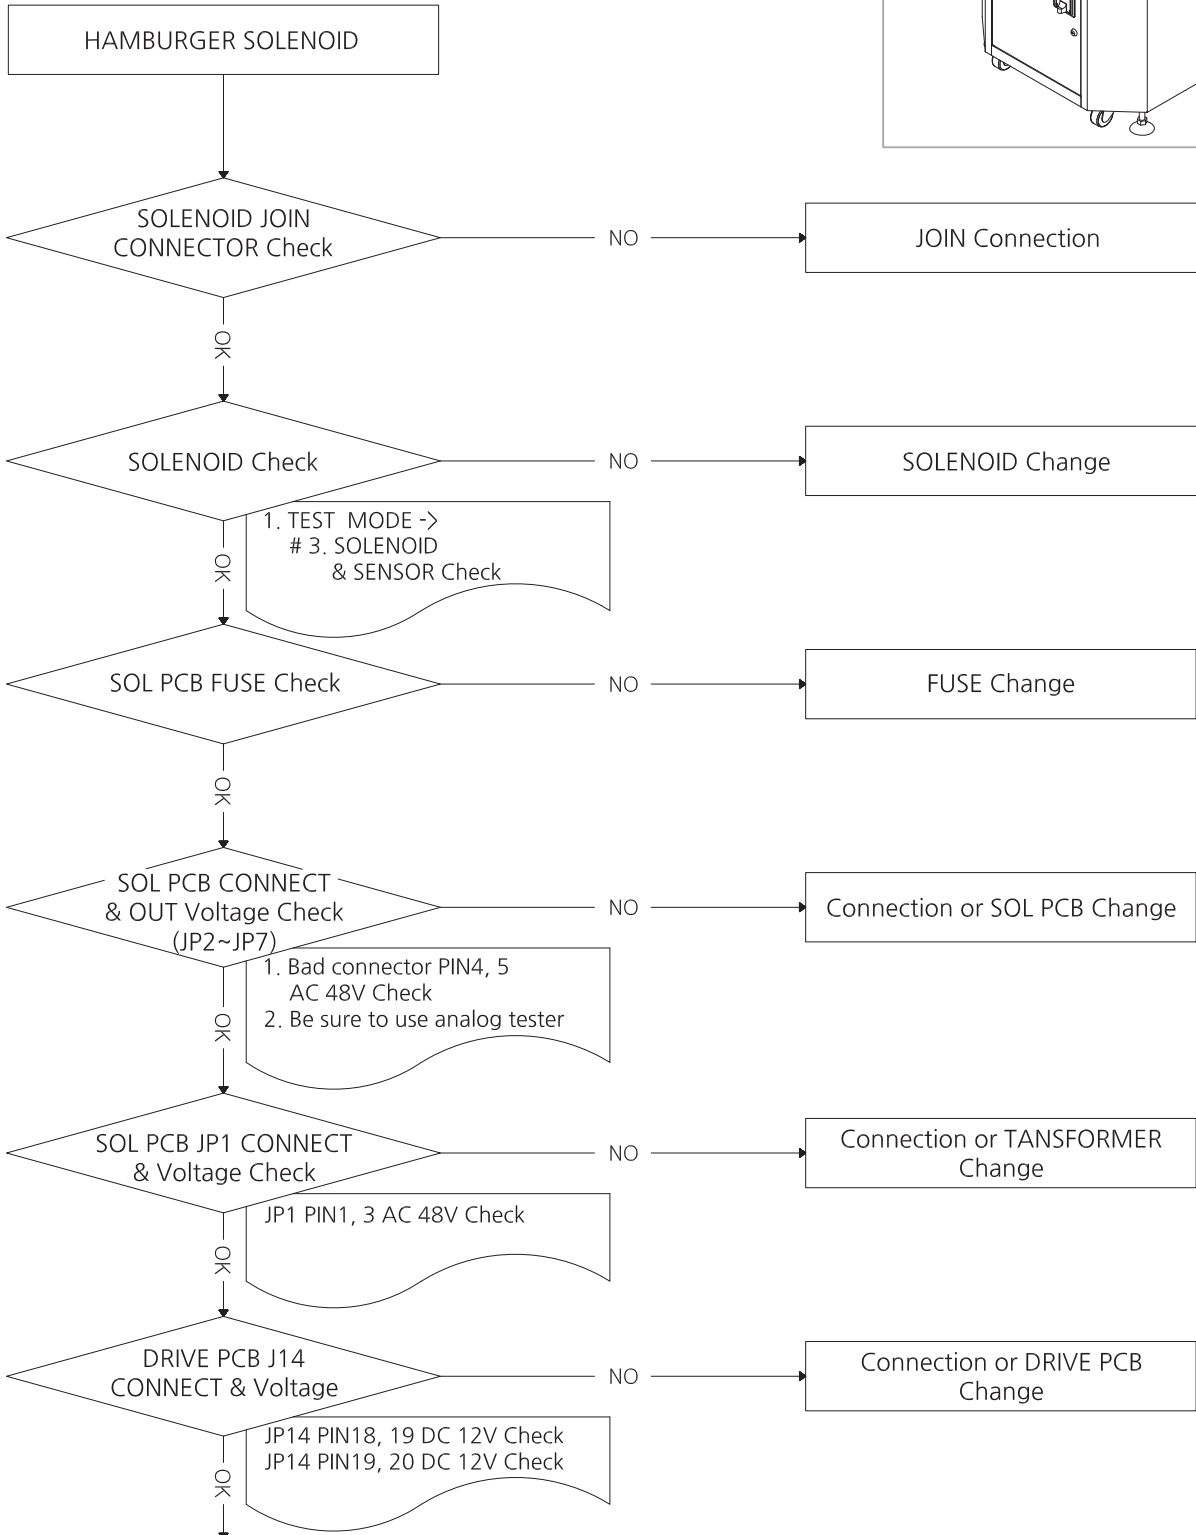 HAMBURGER SOLENOID
SOLENOID JOIN
CONNECTOR Check
NO
JOIN Connection
OK
SOLENOID Check
NO
SOLENOID Change
1. TEST MODE ->
# 3. SOLENOID
& SENSOR Check
OK
SOL PCB FUSE Check
NO
FUSE Change
OK
SOL PCB CONNECT
& OUT Voltage Check
(JP2~JP7)
NO
Connection or SOL PCB Change
1. Bad connector PIN4, 5
AC 48V Check
2. Be sure to use analog tester
OK
SOL PCB JP1 CONNECT
& Voltage Check
NO
Connection or TANSFORMER
Change
JP1 PIN1, 3 AC 48V Check
OK
DRIVE PCB J14
CONNECT & Voltage
NO
Connection or DRIVE PCB
Change
JP14 PIN18, 19 DC 12V Check
JP14 PIN19, 20 DC 12V Check
OK